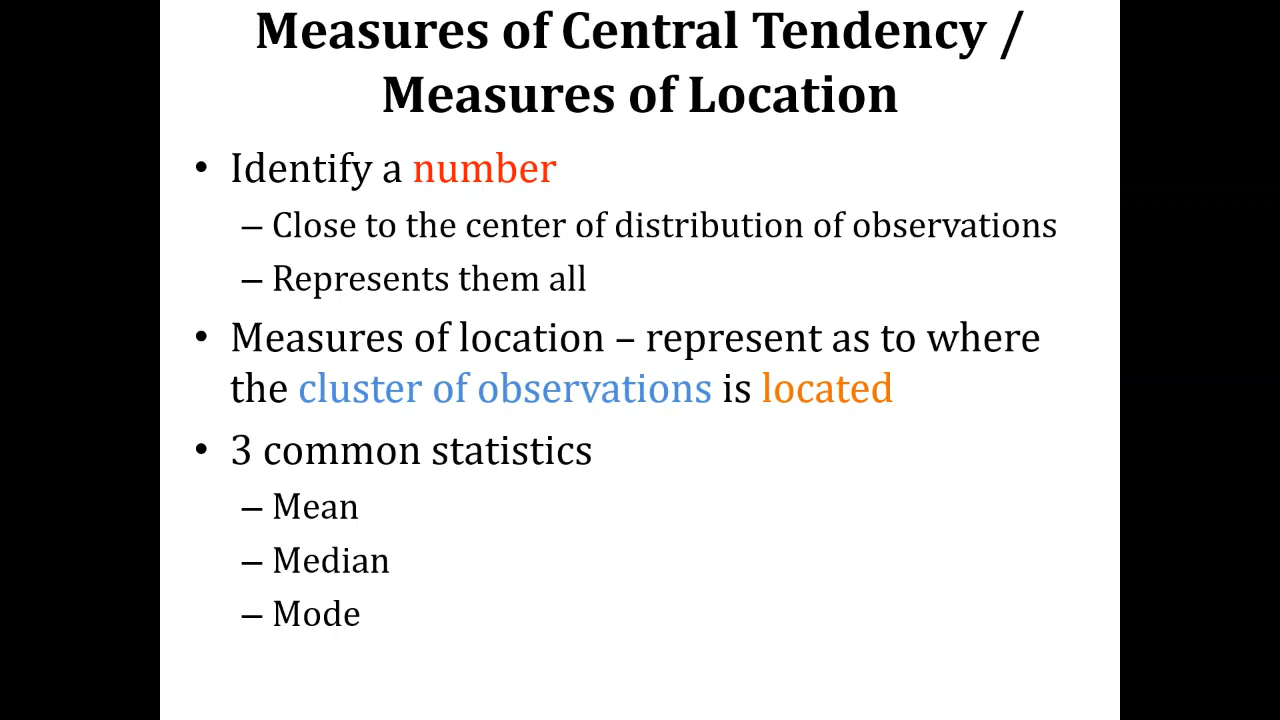 Measures of Central Tendency /
Measures of Location
• Identify a number
– Close to the center of distribution of observations
– Represents them all
• Measures of location – represent as to where
the cluster of observations is located
• 3 common statistics
– Mean
– Median
– Mode